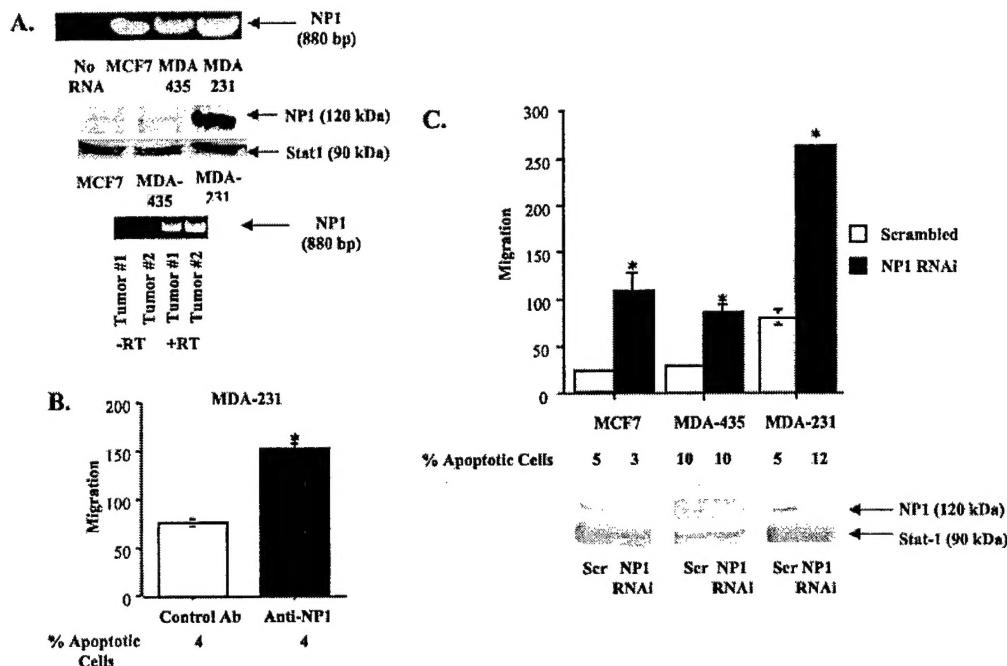 A.
NP1
(880 bp)
No RNA MCF7 MDA 435 MDA 231
NP1 (120 kDa)
Stat1 (90 kDa)
MCF7 MDA-435 MDA-231
NP1
(880 bp)
Tumor #1 Tumor #2 Tumor #1 Tumor #2
-RT +RT
B.
MDA-231
Migration
200
150
100
50
0
*
Control Ab Anti-NP1
% Apoptotic Cells 4 4
C.
Migration
300
250
200
150
100
50
0
* * *
Scrambled
NP1 RNAi
MCF7 MDA-435 MDA-231
% Apoptotic Cells 5 3 10 10 5 12
NP1 (120 kDa)
Stat-1 (90 kDa)
Scr NP1 RNAi Scr NP1 RNAi Scr NP1 RNAi